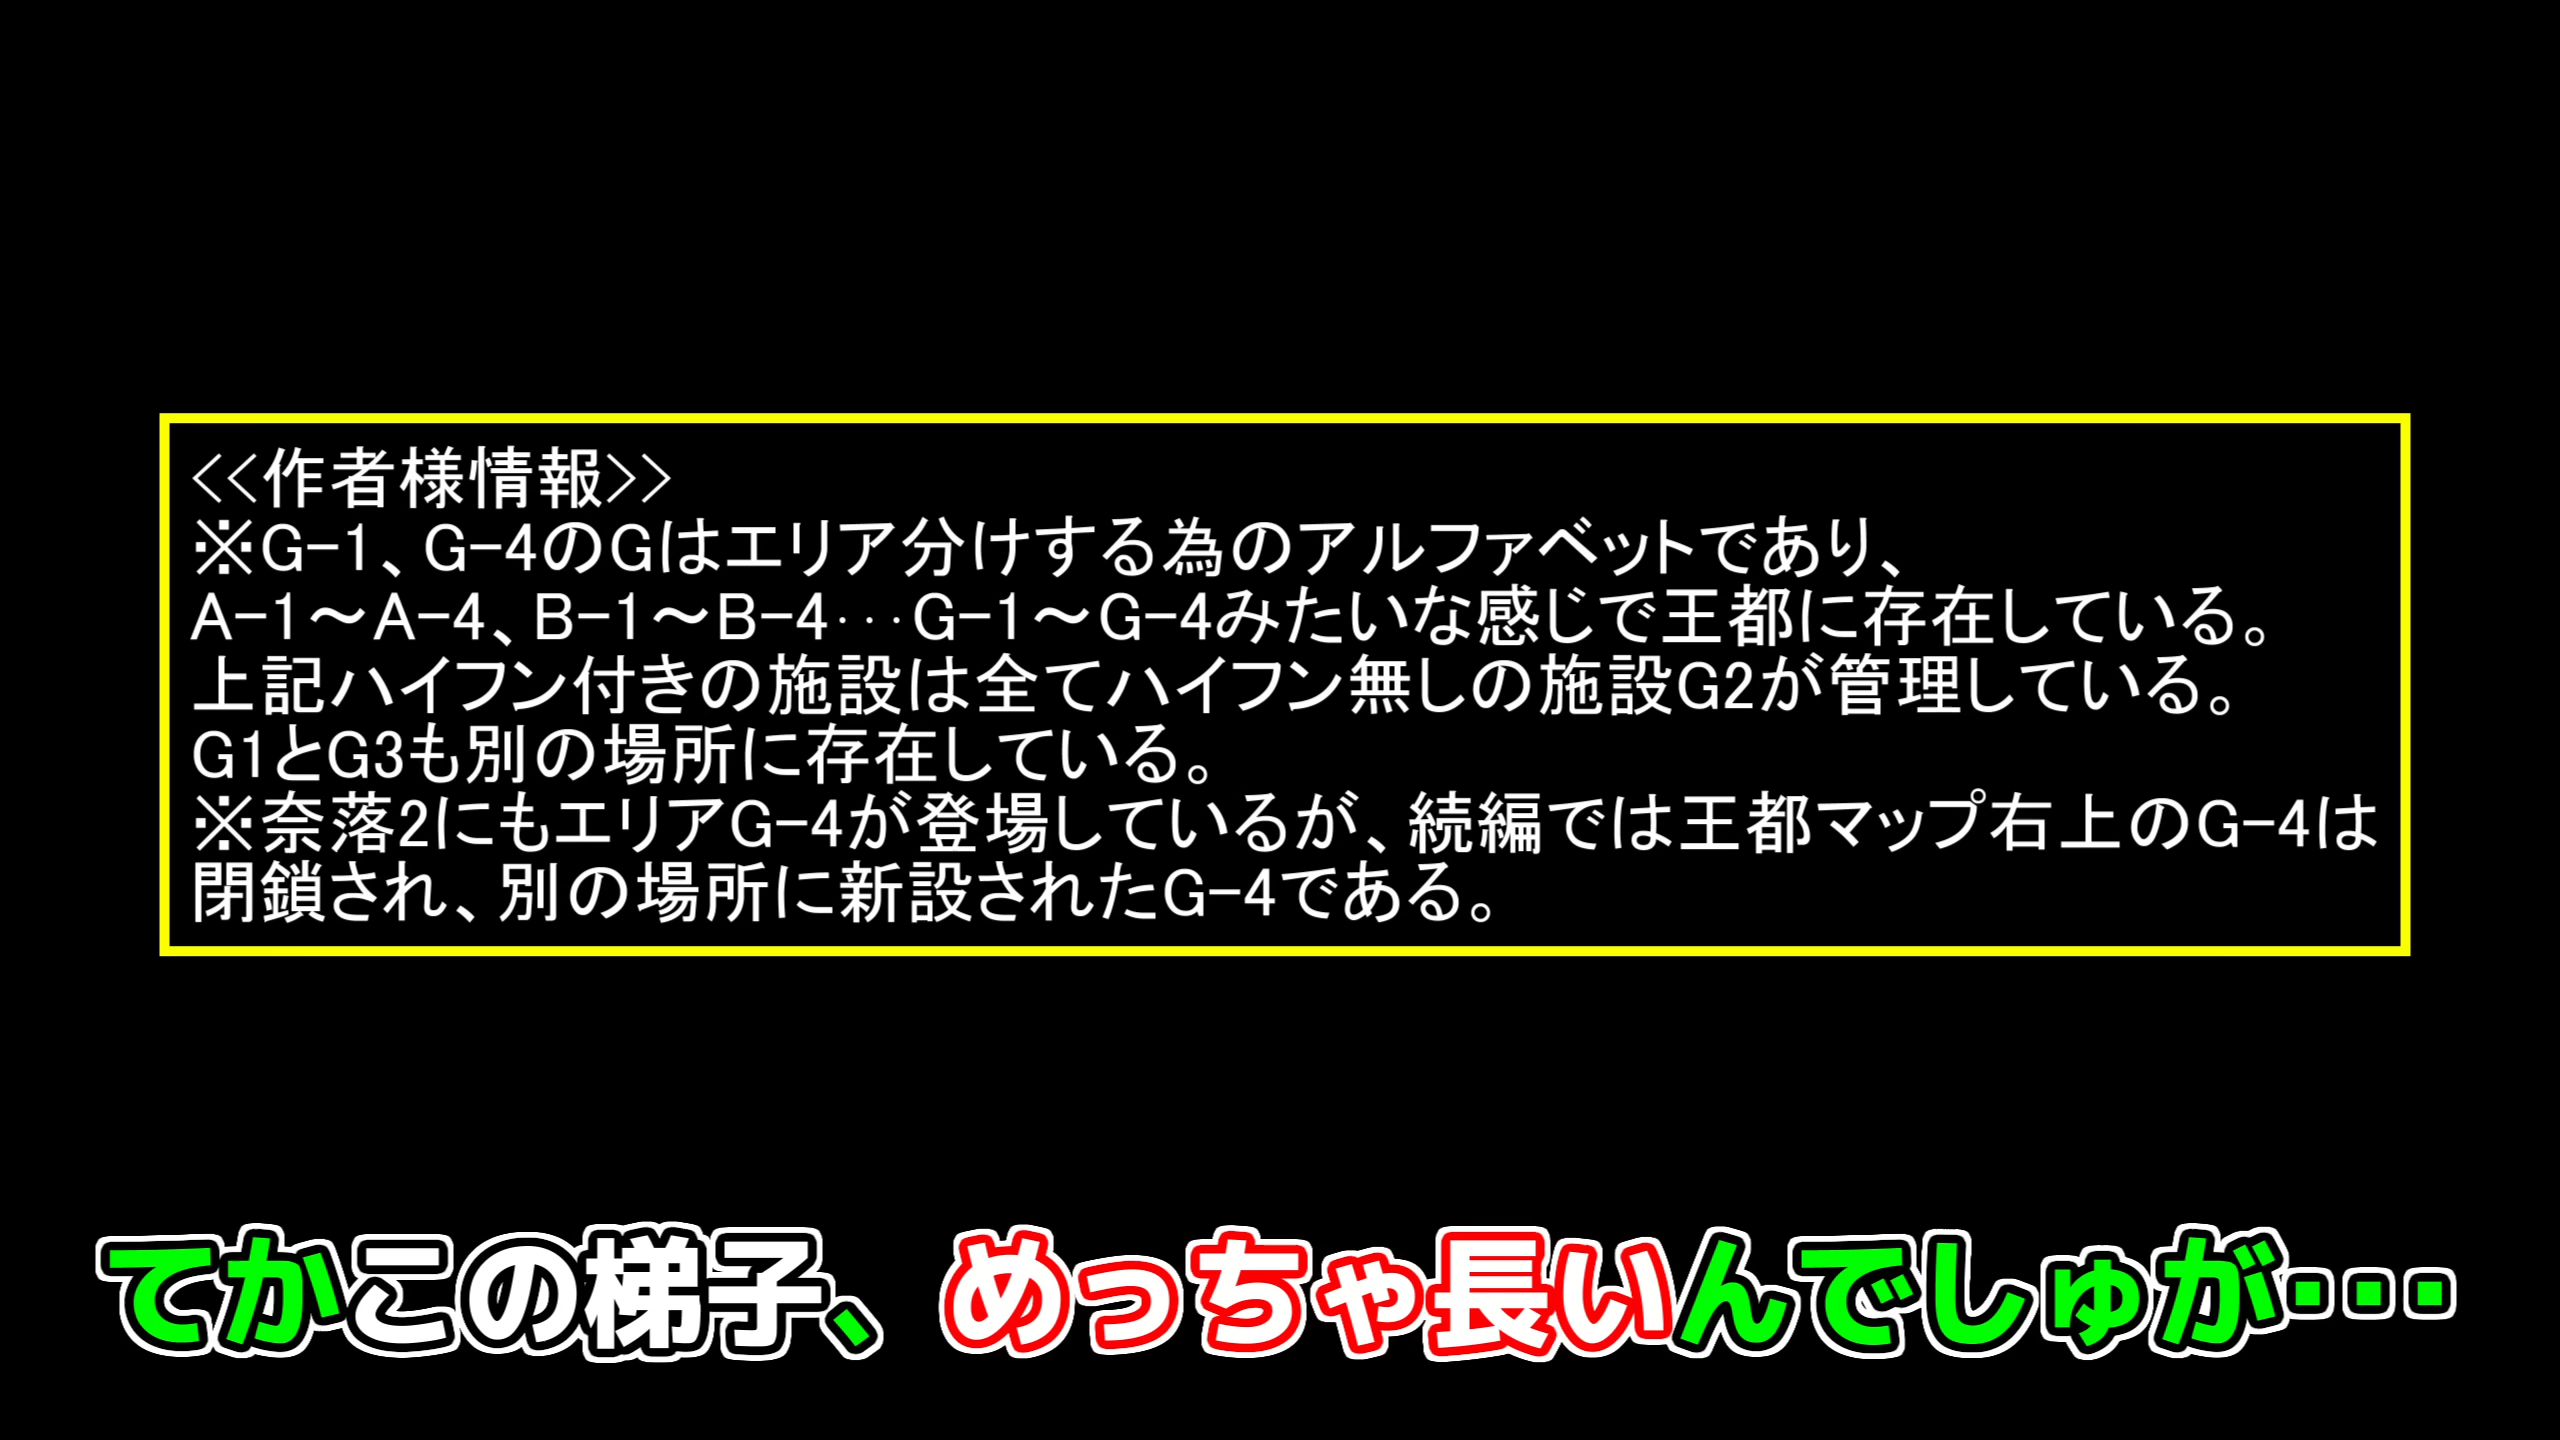 <<作者様情報>>
※G-1、G-4のGはエリア分けする為のアルファベットであり、
A-1～A-4、B-1～B-4･･･G-1～G-4みたいな感じで王都に存在している。
上記ハイフン付きの施設は全てハイフン無しの施設G2が管理している。
G1とG3も別の場所に存在している。
※奈落2にもエリアG-4が登場しているが、続編では王都マップ右上のG-4は
閉鎖され、別の場所に新設されたG-4である。
てかこの梯子、めっちゃ長いんでしゅが･･･